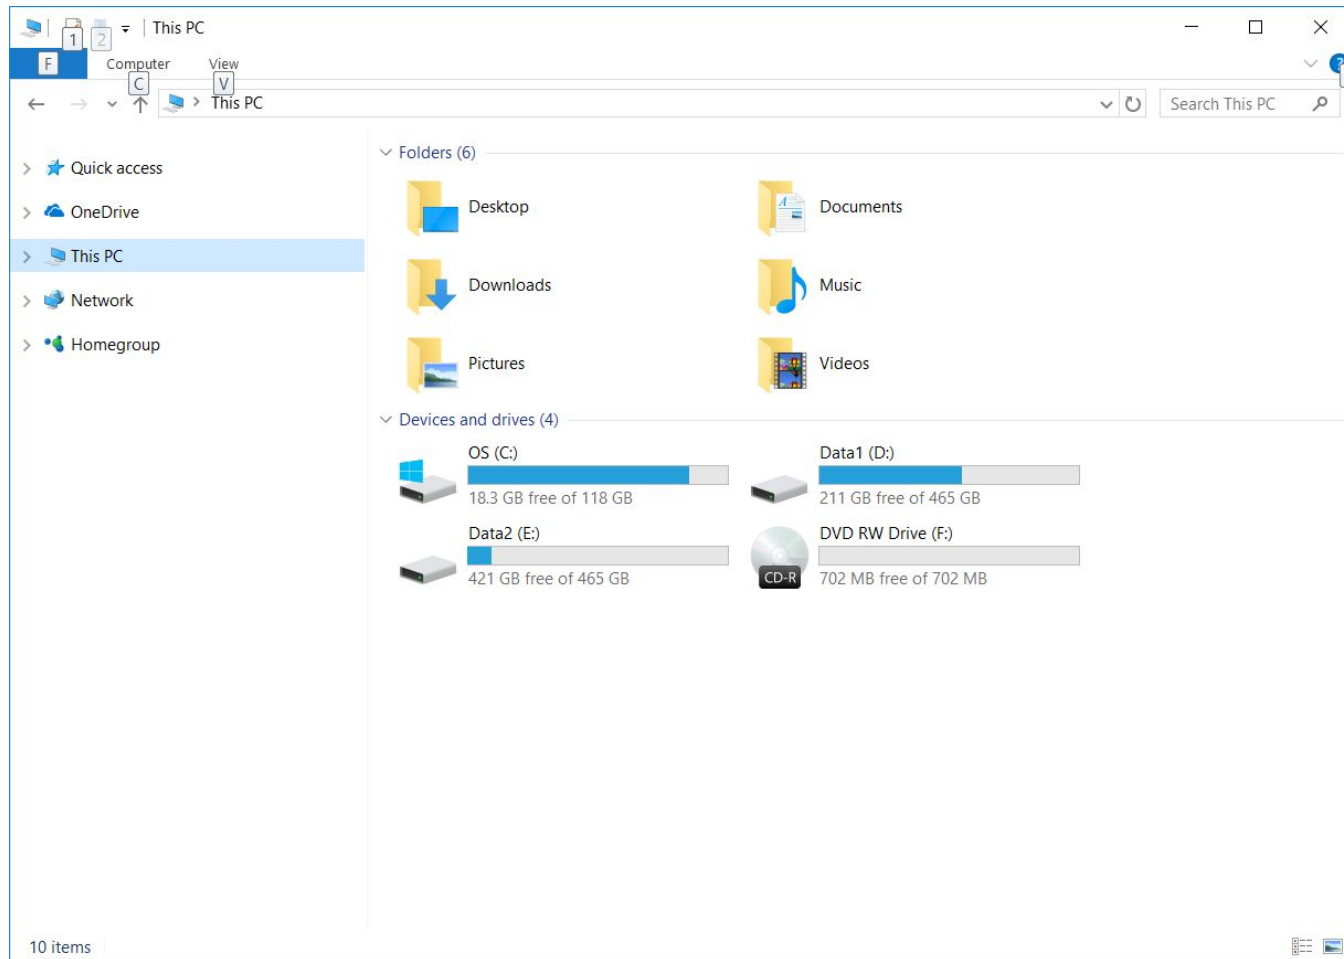 1 2 This PC
F Computer View
C V
This PC Search This PC
Quick access
OneDrive
This PC
Network
Homegroup
Folders (6)
Desktop Documents
Downloads Music
Pictures Videos
Devices and drives (4)
OS (C:) Data1 (D:)
18.3 GB free of 118 GB 211 GB free of 465 GB
Data2 (E:) DVD RW Drive (F:)
421 GB free of 465 GB CD-R 702 MB free of 702 MB
10 items